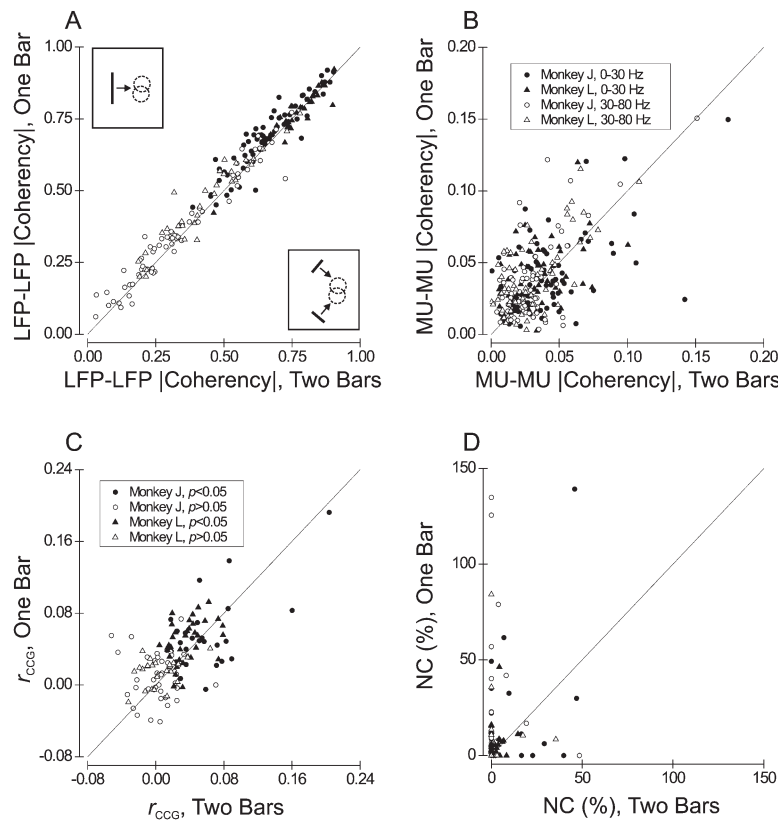 A
LFP-LFP |Coherency|, One Bar
1.00
0.75
0.50
0.25
0.00
0.00 0.25 0.50 0.75 1.00
LFP-LFP |Coherency|, Two Bars
B
MU-MU |Coherency|, One Bar
0.20
0.15
0.10
0.05
0.00
Monkey J, 0-30 Hz
Monkey L, 0-30 Hz
Monkey J, 30-80 Hz
Monkey L, 30-80 Hz
0.00 0.05 0.10 0.15 0.20
MU-MU |Coherency|, Two Bars
C
rCCG, One Bar
0.24
0.16
0.08
0.00
-0.08
Monkey J, p<0.05
Monkey J, p>0.05
Monkey L, p<0.05
Monkey L, p>0.05
-0.08 0.00 0.08 0.16 0.24
rCCG, Two Bars
D
NC (%), One Bar
150
100
50
0
0 50 100 150
NC (%), Two Bars